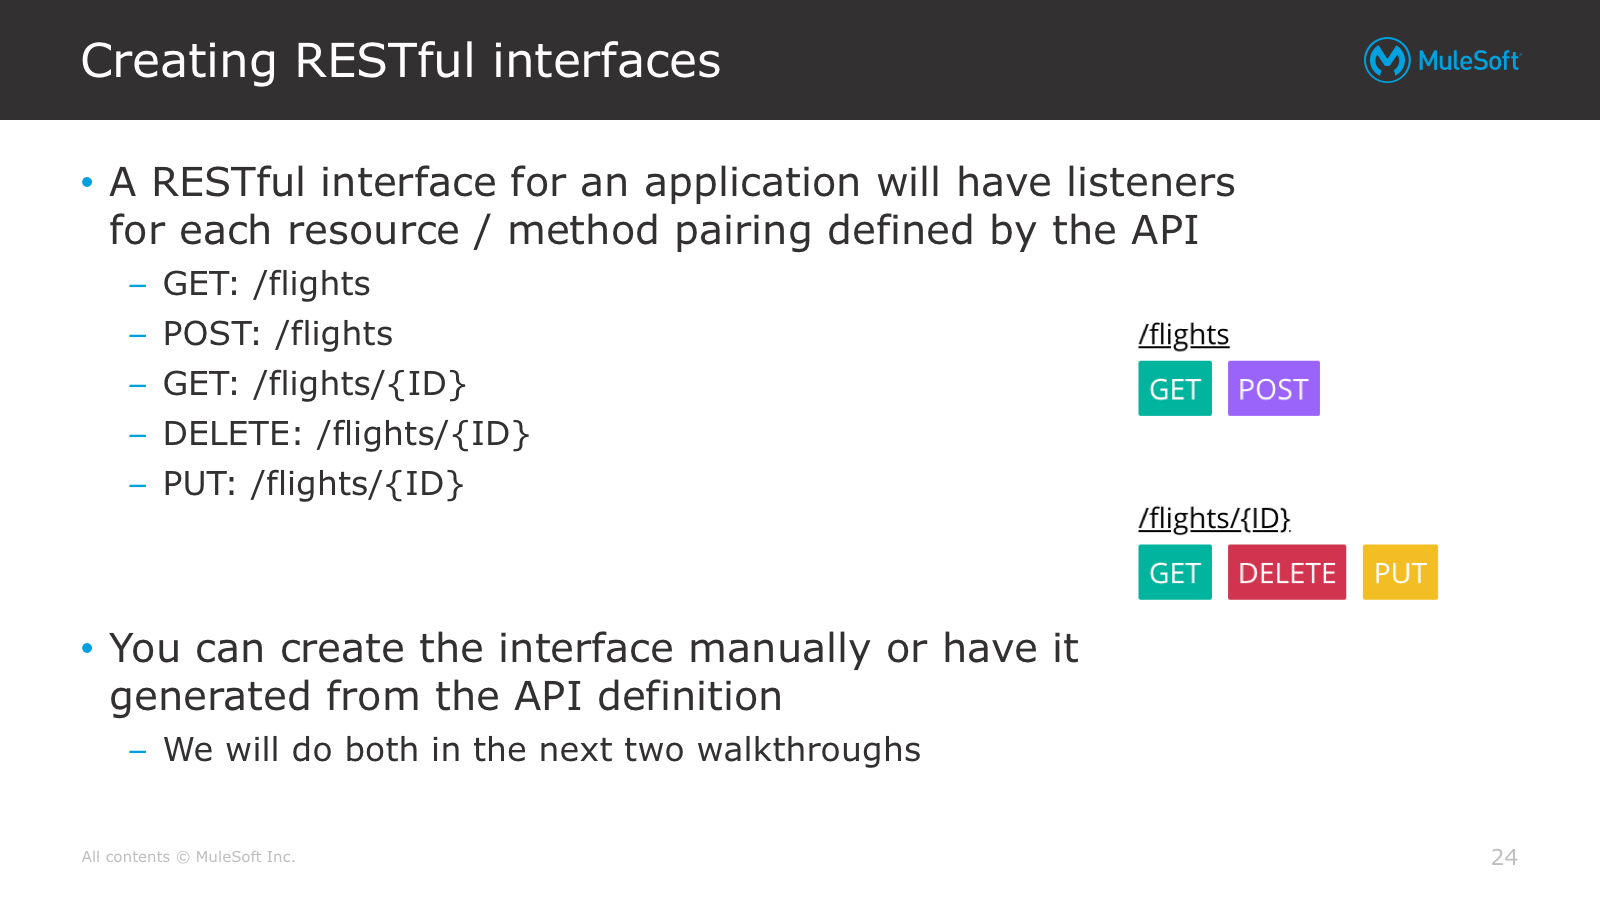 Creating RESTful interfaces
MuleSoft
• A RESTful interface for an application will have listeners
for each resource / method pairing defined by the API
– GET: /flights
– POST: /flights
– GET: /flights/{ID}
– DELETE: /flights/{ID}
– PUT: /flights/{ID}
/flights
GET POST
/flights/{ID}
GET DELETE PUT
• You can create the interface manually or have it
generated from the API definition
– We will do both in the next two walkthroughs
All contents © MuleSoft Inc.
24